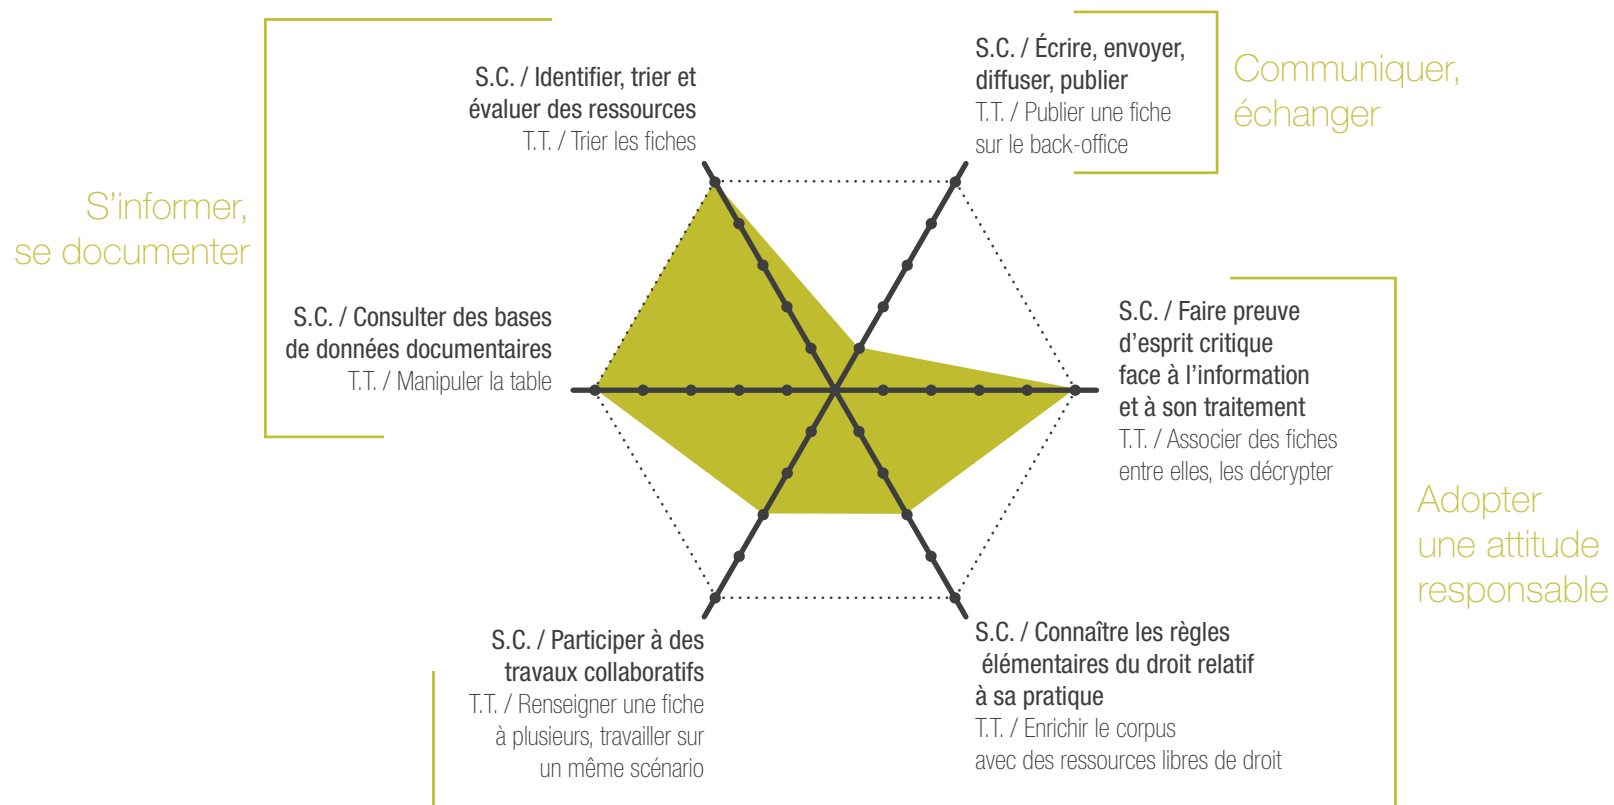 S'informer,
se documenter
S.C. / Identifier, trier et
évaluer des ressources
T.T. / Trier les fiches
S.C. / Écrire, envoyer,
diffuser, publier
T.T. / Publier une fiche
sur le back-office
Communiquer,
échanger
S.C. / Consulter des bases
de données documentaires
T.T. / Manipuler la table
S.C. / Faire preuve
d’esprit critique
face à l’information
et à son traitement
T.T. / Associer des fiches
entre elles, les décrypter
Adopter
une attitude
responsable
S.C. / Participer à des
travaux collaboratifs
T.T. / Renseigner une fiche
à plusieurs, travailler sur
un même scénario
S.C. / Connaître les règles
élémentaires du droit relatif
à sa pratique
T.T. / Enrichir le corpus
avec des ressources libres de droit